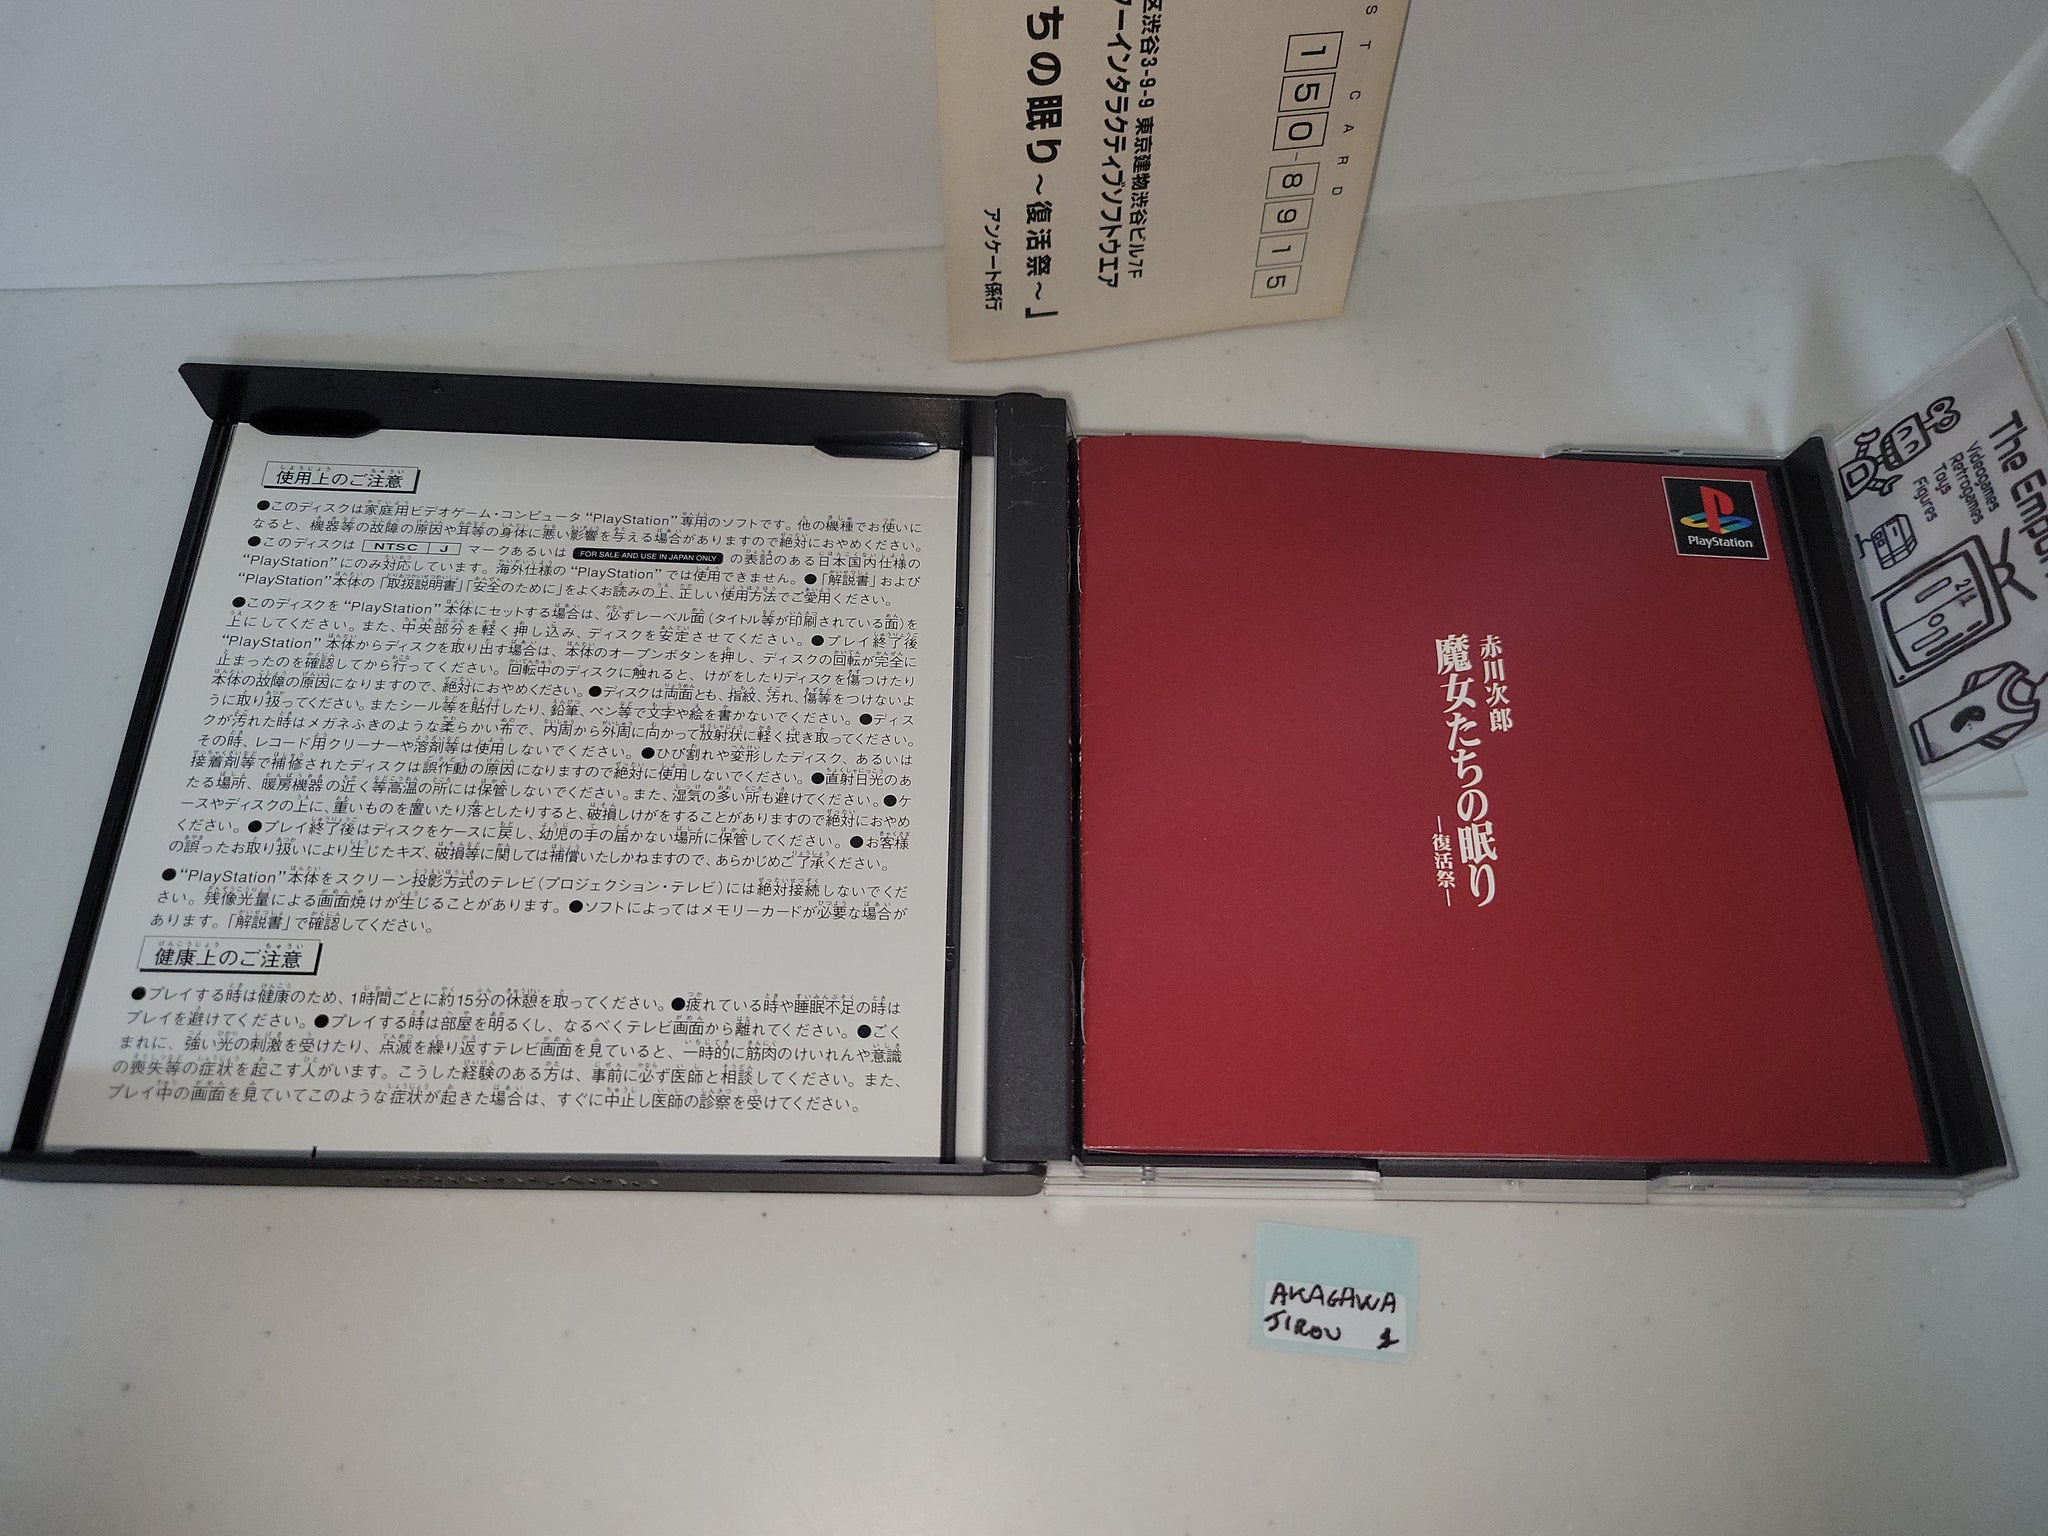 POST CARD
150-8915
区渋谷3-9-9 東京建物渋谷ビル7F
ーインタラクティブソフトウエア
ちの眠り～復活祭～」
アンケート係行
使用上のご注意
●このディスクは家庭用ビデオゲーム・コンピュータ“PlayStation”専用のソフトです。他の機種でお使いに
なると、機器等の故障の原因や耳等の身体に悪い影響を与える場合がありますので絶対におやめください。
●このディスクは NTSC J マークあるいは FOR SALE AND USE IN JAPAN ONLY の表記のある日本国内仕様の
“PlayStation”にのみ対応しています。海外仕様の“PlayStation”では使用できません。●「解説書」および
“PlayStation”本体の「取扱説明書」「安全のために」をよくお読みの上、正しい使用方法でご愛用ください。
●このディスクを“PlayStation”本体にセットする場合は、必ずレーベル面（タイトル等が印刷されている面）を
上にしてください。また、中央部分を軽く押し込み、ディスクを安定させてください。●プレイ終了後
“PlayStation”本体からディスクを取り出す場合は、本体のオープンボタンを押し、ディスクの回転が完全に
止まったのを確認してから行ってください。回転中のディスクに触れると、けがをしたりディスクを傷つけたり
本体の故障の原因になりますので、絶対におやめください。●ディスクは両面とも、指紋、汚れ、傷等をつけないよ
うに取り扱ってください。またシール等を貼付したり、鉛筆、ペン等で文字や絵を書かないでください。●ディス
クが汚れた時はメガネふきのような柔らかい布で、内周から外周に向かって放射状に軽く拭き取ってください。
その時、レコード用クリーナーや溶剤等は使用しないでください。●ひび割れや変形したディスク、あるいは
接着剤等で補修されたディスクは誤作動の原因になりますので絶対に使用しないでください。●直射日光のあ
たる場所、暖房機器の近く等高温の所には保管しないでください。また、湿気の多い所も避けてください。●ケ
ースやディスクの上に、重いものを置いたり落としたりすると、破損しけがをすることがありますので絶対におやめ
ください。●プレイ終了後はディスクをケースに戻し、幼児の手の届かない場所に保管してください。●お客様
の誤ったお取り扱いにより生じたキズ、破損等に関しては補償いたしかねますので、あらかじめご了承ください。
●“PlayStation”本体をスクリーン投影方式のテレビ（プロジェクション・テレビ）には絶対接続しないでくだ
さい。残像光量による画面焼けが生じることがあります。●ソフトによってはメモリーカードが必要な場合が
あります。「解説書」で確認してください。
健康上のご注意
●プレイする時は健康のため、1時間ごとに約15分の休憩を取ってください。●疲れている時や睡眠不足の時は
プレイを避けてください。●プレイする時は部屋を明るくし、なるべくテレビ画面から離れてください。●ごく
まれに、強い光の刺激を受けたり、点滅を繰り返すテレビ画面を見ていると、一時的に筋肉のけいれんや意識
の喪失等の症状を起こす人がいます。こうした経験のある方は、事前に必ず医師と相談してください。また、
プレイ中の画面を見ていてこのような症状が起きた場合は、すぐに中止し医師の診察を受けてください。
PlayStation
赤川次郎
魔女たちの眠り
—復活祭—
The Empor
Videogames
Retrogames
Toys
Figures
AKAGAWA
JIROU